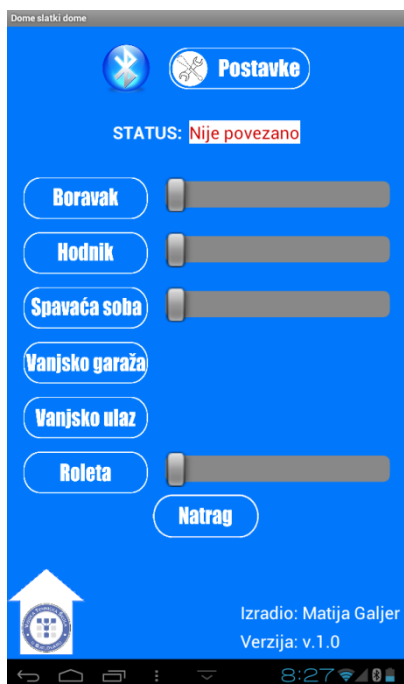 Dome slatki dome
Postavke
STATUS: Nije povezano
Boravak
Hodnik
Spavaća soba
Vanjsko garaža
Vanjsko ulaz
Roleta
Natrag
Izradio: Matija Galjer
Verzija: v.1.0
8:27